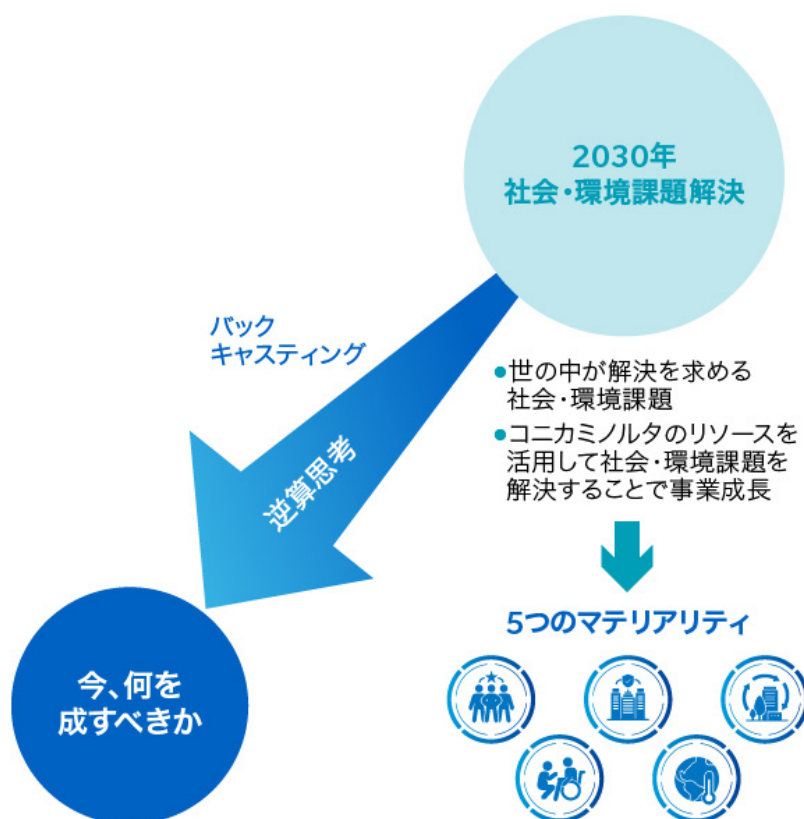 2030年
社会・環境課題解決
バック
キャスティング
逆算思考
●世の中が解決を求める
社会・環境課題
●コニカミノルタのリソースを
活用して社会・環境課題を
解決することで事業成長
5つのマテリアリティ
今、何を
成すべきか